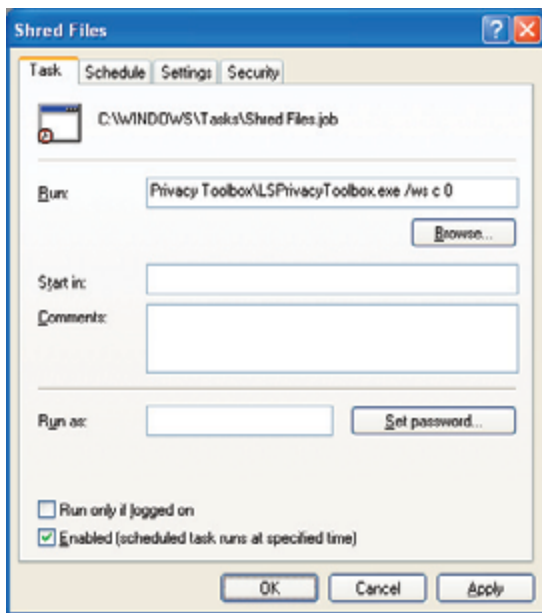 Shred Files
Task Schedule Settings Security
C:\WINDOWS\Tasks\Shred Files.job
Run: Privacy Toolbox\LSPrivacyToolbox.exe /ws c 0
Browse...
Start in:
Comments:
Run as: Set password...
Run only if logged on
Enabled (scheduled task runs at specified time)
OK Cancel Apply